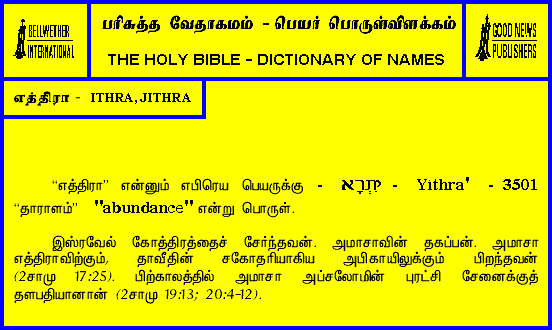 BELLWETHER
INTERNATIONAL
பரிசுத்த வேதாகமம் - பெயர் பொருள்விளக்கம்
THE HOLY BIBLE - DICTIONARY OF NAMES
GOOD NEWS
PUBLISHERS
எத்திரா - ITHRA, JITHRA
“எத்திரா” என்னும் எபிரெய பெயருக்கு - יִתְרָא - Yithra' - 3501
“தாராளம்” "abundance" என்று பொருள்.
இஸ்ரவேல் கோத்திரத்தைச் சேர்ந்தவன். அமாசாவின் தகப்பன். அமாசா
எத்திராவிற்கும், தாவீதின் சகோதரியாகிய அபிகாயிலுக்கும் பிறந்தவன்
(2சாமு 17:25). பிற்காலத்தில் அமாசா அப்சலோமின் புரட்சி சேனைக்குத்
தளபதியானான் (2சாமு 19:13; 20:4-12).